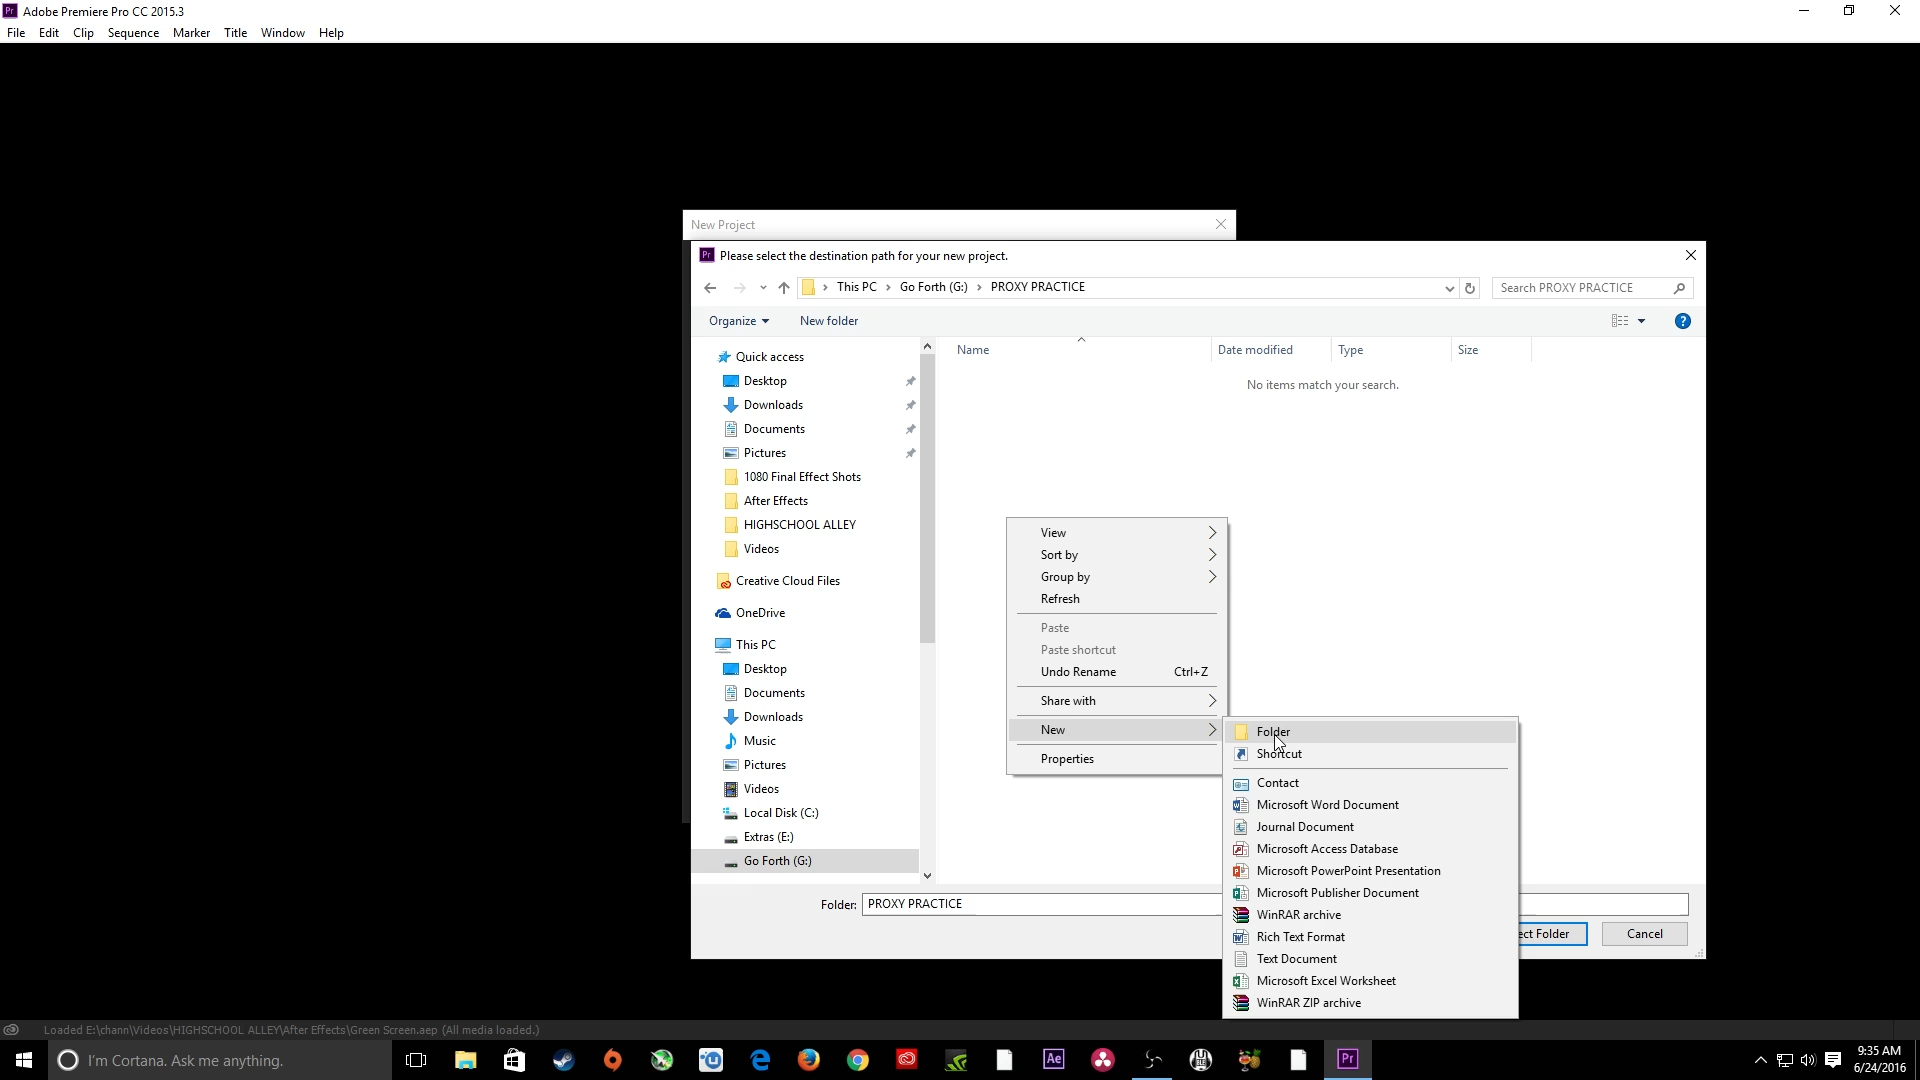 Adobe Premiere Pro CC 2015.3
File Edit Clip Sequence Marker Title Window Help
New Project
Please select the destination path for your new project.
This PC Go Forth (G:) PROXY PRACTICE
Search PROXY PRACTICE
Organize New folder
Name Date modified Type Size
No items match your search.
Quick access
Desktop
Downloads
Documents
Pictures
1080 Final Effect Shots
After Effects
HIGHSCHOOL ALLEY
Videos
Creative Cloud Files
OneDrive
This PC
Desktop
Documents
Downloads
Music
Pictures
Videos
Local Disk (C:)
Extras (E:)
Go Forth (G:)
View
Sort by
Group by
Refresh
Paste
Paste shortcut
Undo Rename Ctrl+Z
Share with
New
Properties
Folder
Shortcut
Contact
Microsoft Word Document
Journal Document
Microsoft Access Database
Microsoft PowerPoint Presentation
Microsoft Publisher Document
WinRAR archive
Rich Text Format
Text Document
Microsoft Excel Worksheet
WinRAR ZIP archive
Folder: PROXY PRACTICE
ect Folder Cancel
Loaded E:\chann\Videos\HIGHSCHOOL ALLEY\After Effects\Green Screen.aep (All media loaded.)
I'm Cortana. Ask me anything.
Ae
Pr
9:35 AM
6/24/2016